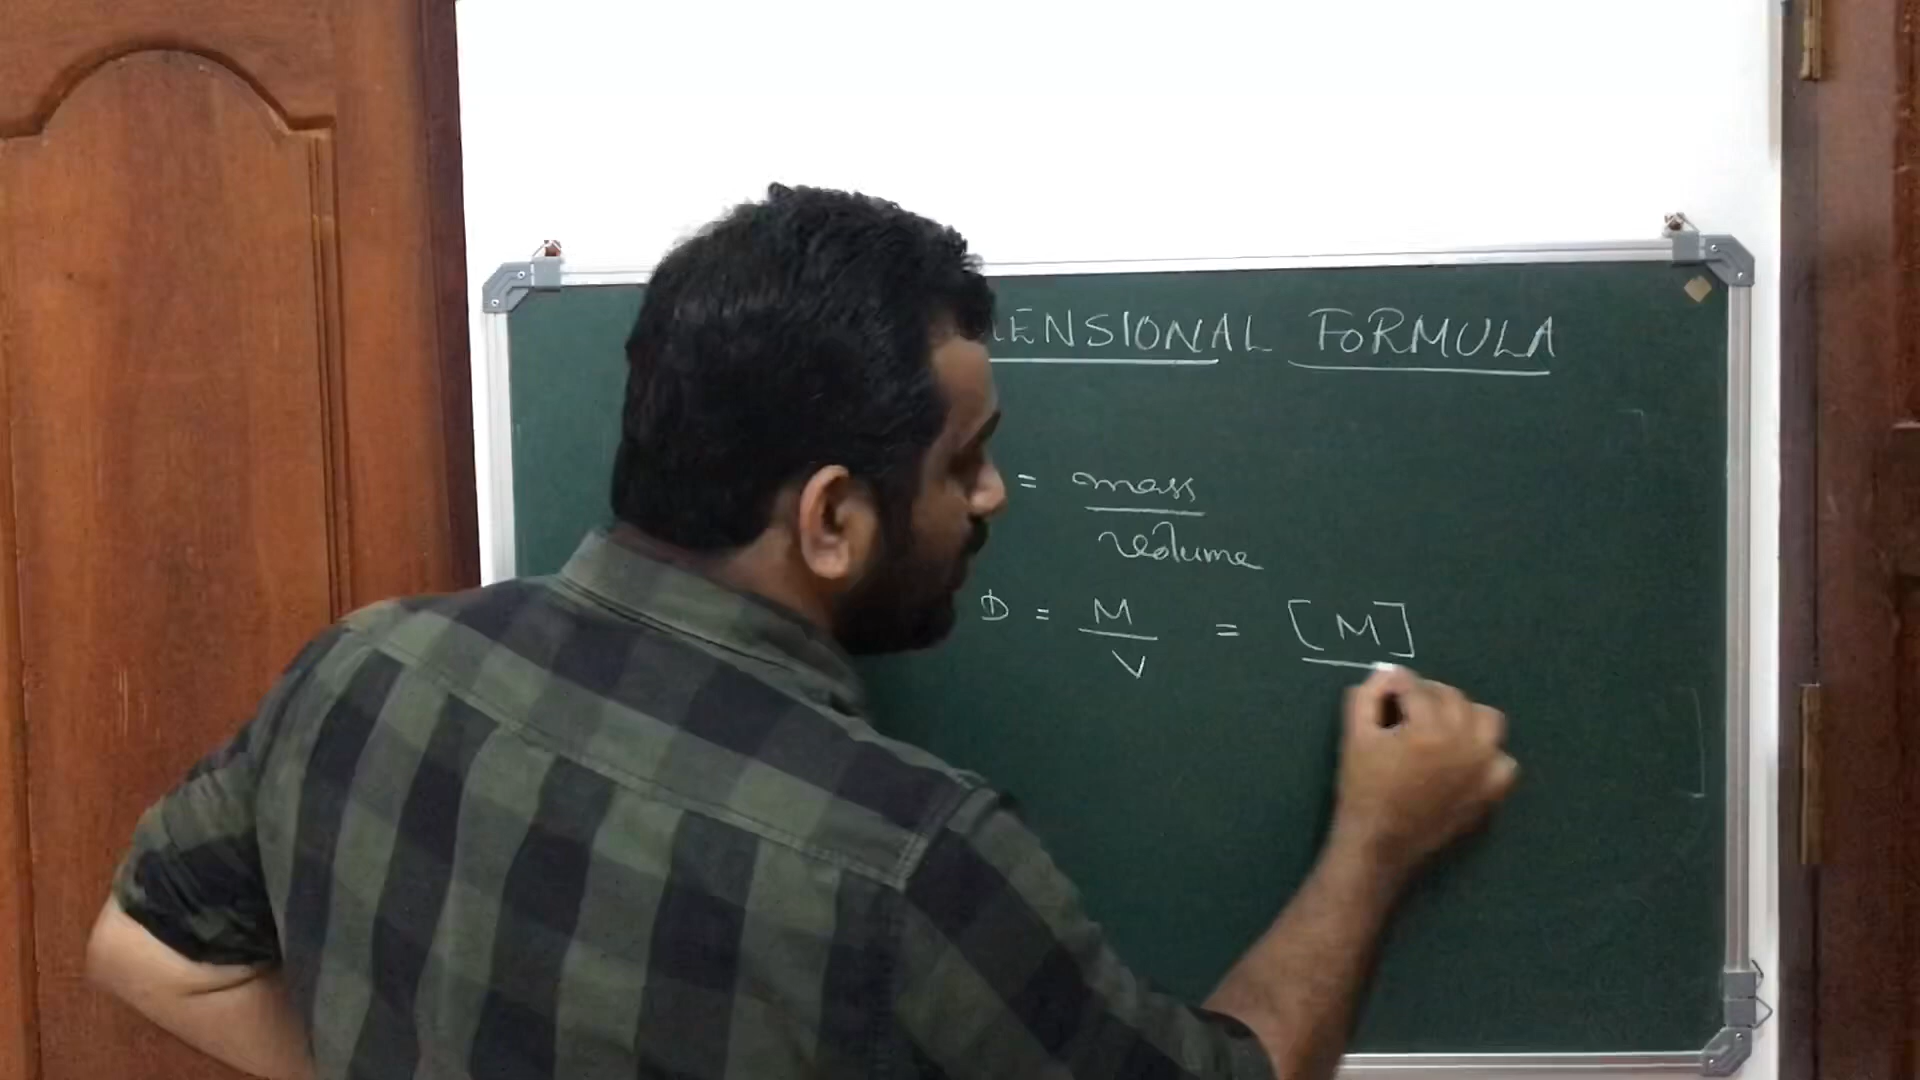 ENSIONAL FORMULA
= mass
volume
D = M = [M]
V